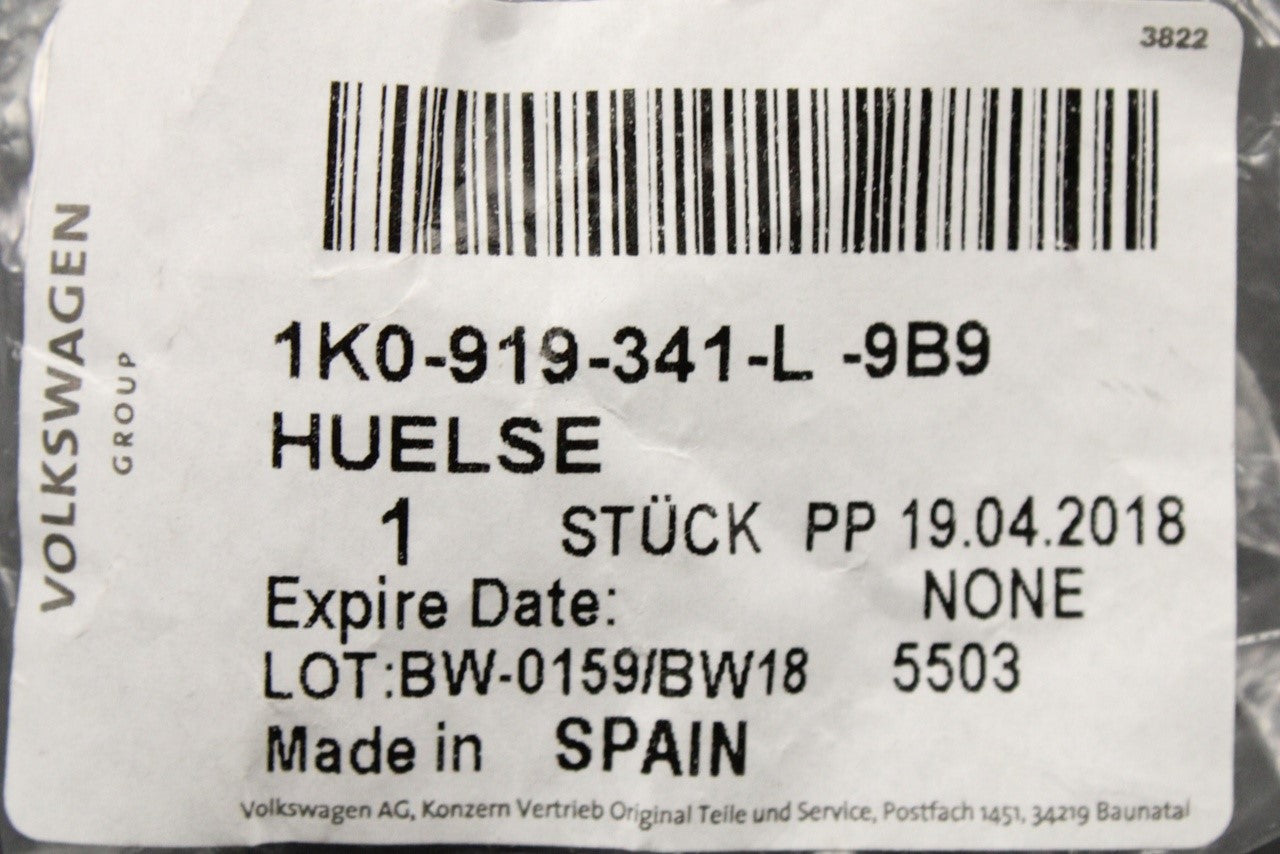 3822
VOLKSWAGEN
GROUP
1K0-919-341-L -9B9
HUELSE
1 STÜCK PP 19.04.2018
Expire Date: NONE
LOT:BW-0159/BW18 5503
Made in SPAIN
Volkswagen AG, Konzern Vertrieb Original Teile und Service, Postfach 1451, 34219 Baunatal